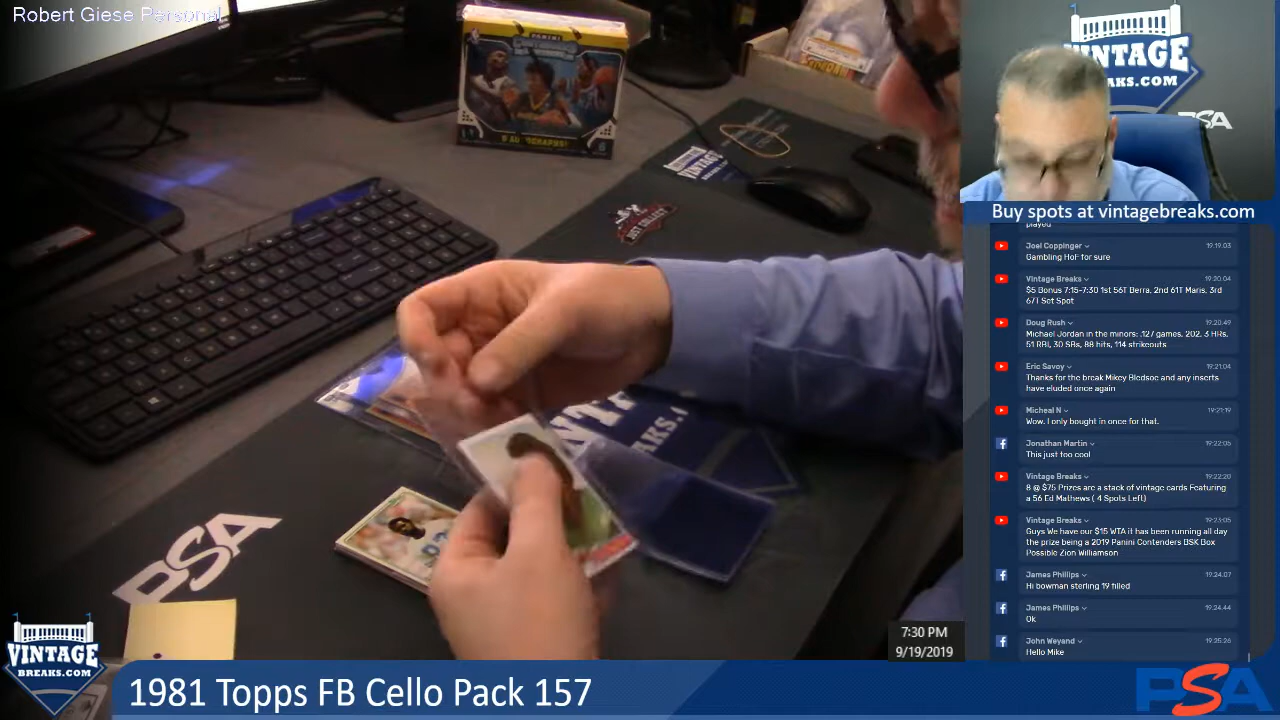 Robert Giese Personal
PANINI
6 AUTOGRAPHS!
VINTAGE
JUST COLLECT
PSA
VINTAGE
BREAKS.COM
PSA
Buy spots at vintagebreaks.com
played
Joel Coppinger 19:19:03
Gambling HoF for sure
Vintage Breaks 19:20:04
$5 Bonus 7:15-7:30 1st 56T Berra, 2nd 61T Maris, 3rd
67T Set Spot
Doug Rush 19:20:49
Michael Jordan in the minors: .127 games, 202. 3 HRs,
51 RBI, 30 SBs, 88 hits, 114 strikeouts
Eric Savoy 19:21:04
Thanks for the break Mikey Bledsoe and any inserts
have eluded once again
Micheal N 19:21:19
Wow. I only bought in once for that.
Jonathan Martin 19:22:05
This just too cool
Vintage Breaks 19:22:20
8 @ $75 Prizes are a stack of vintage cards Featuring
a 56 Ed Mathews ( 4 Spots Left)
Vintage Breaks 19:23:05
Guys We have our $15 WTA it has been running all day
the prize being a 2019 Panini Contenders BSK Box
Possible Zion Williamson
James Phillips 19:24:07
Hi bowman sterling 19 filled
James Phillips 19:24:44
Ok
John Weyand 19:25:26
Hello Mike
7:30 PM
9/19/2019
VINTAGE
BREAKS.COM
1981 Topps FB Cello Pack 157
PSA